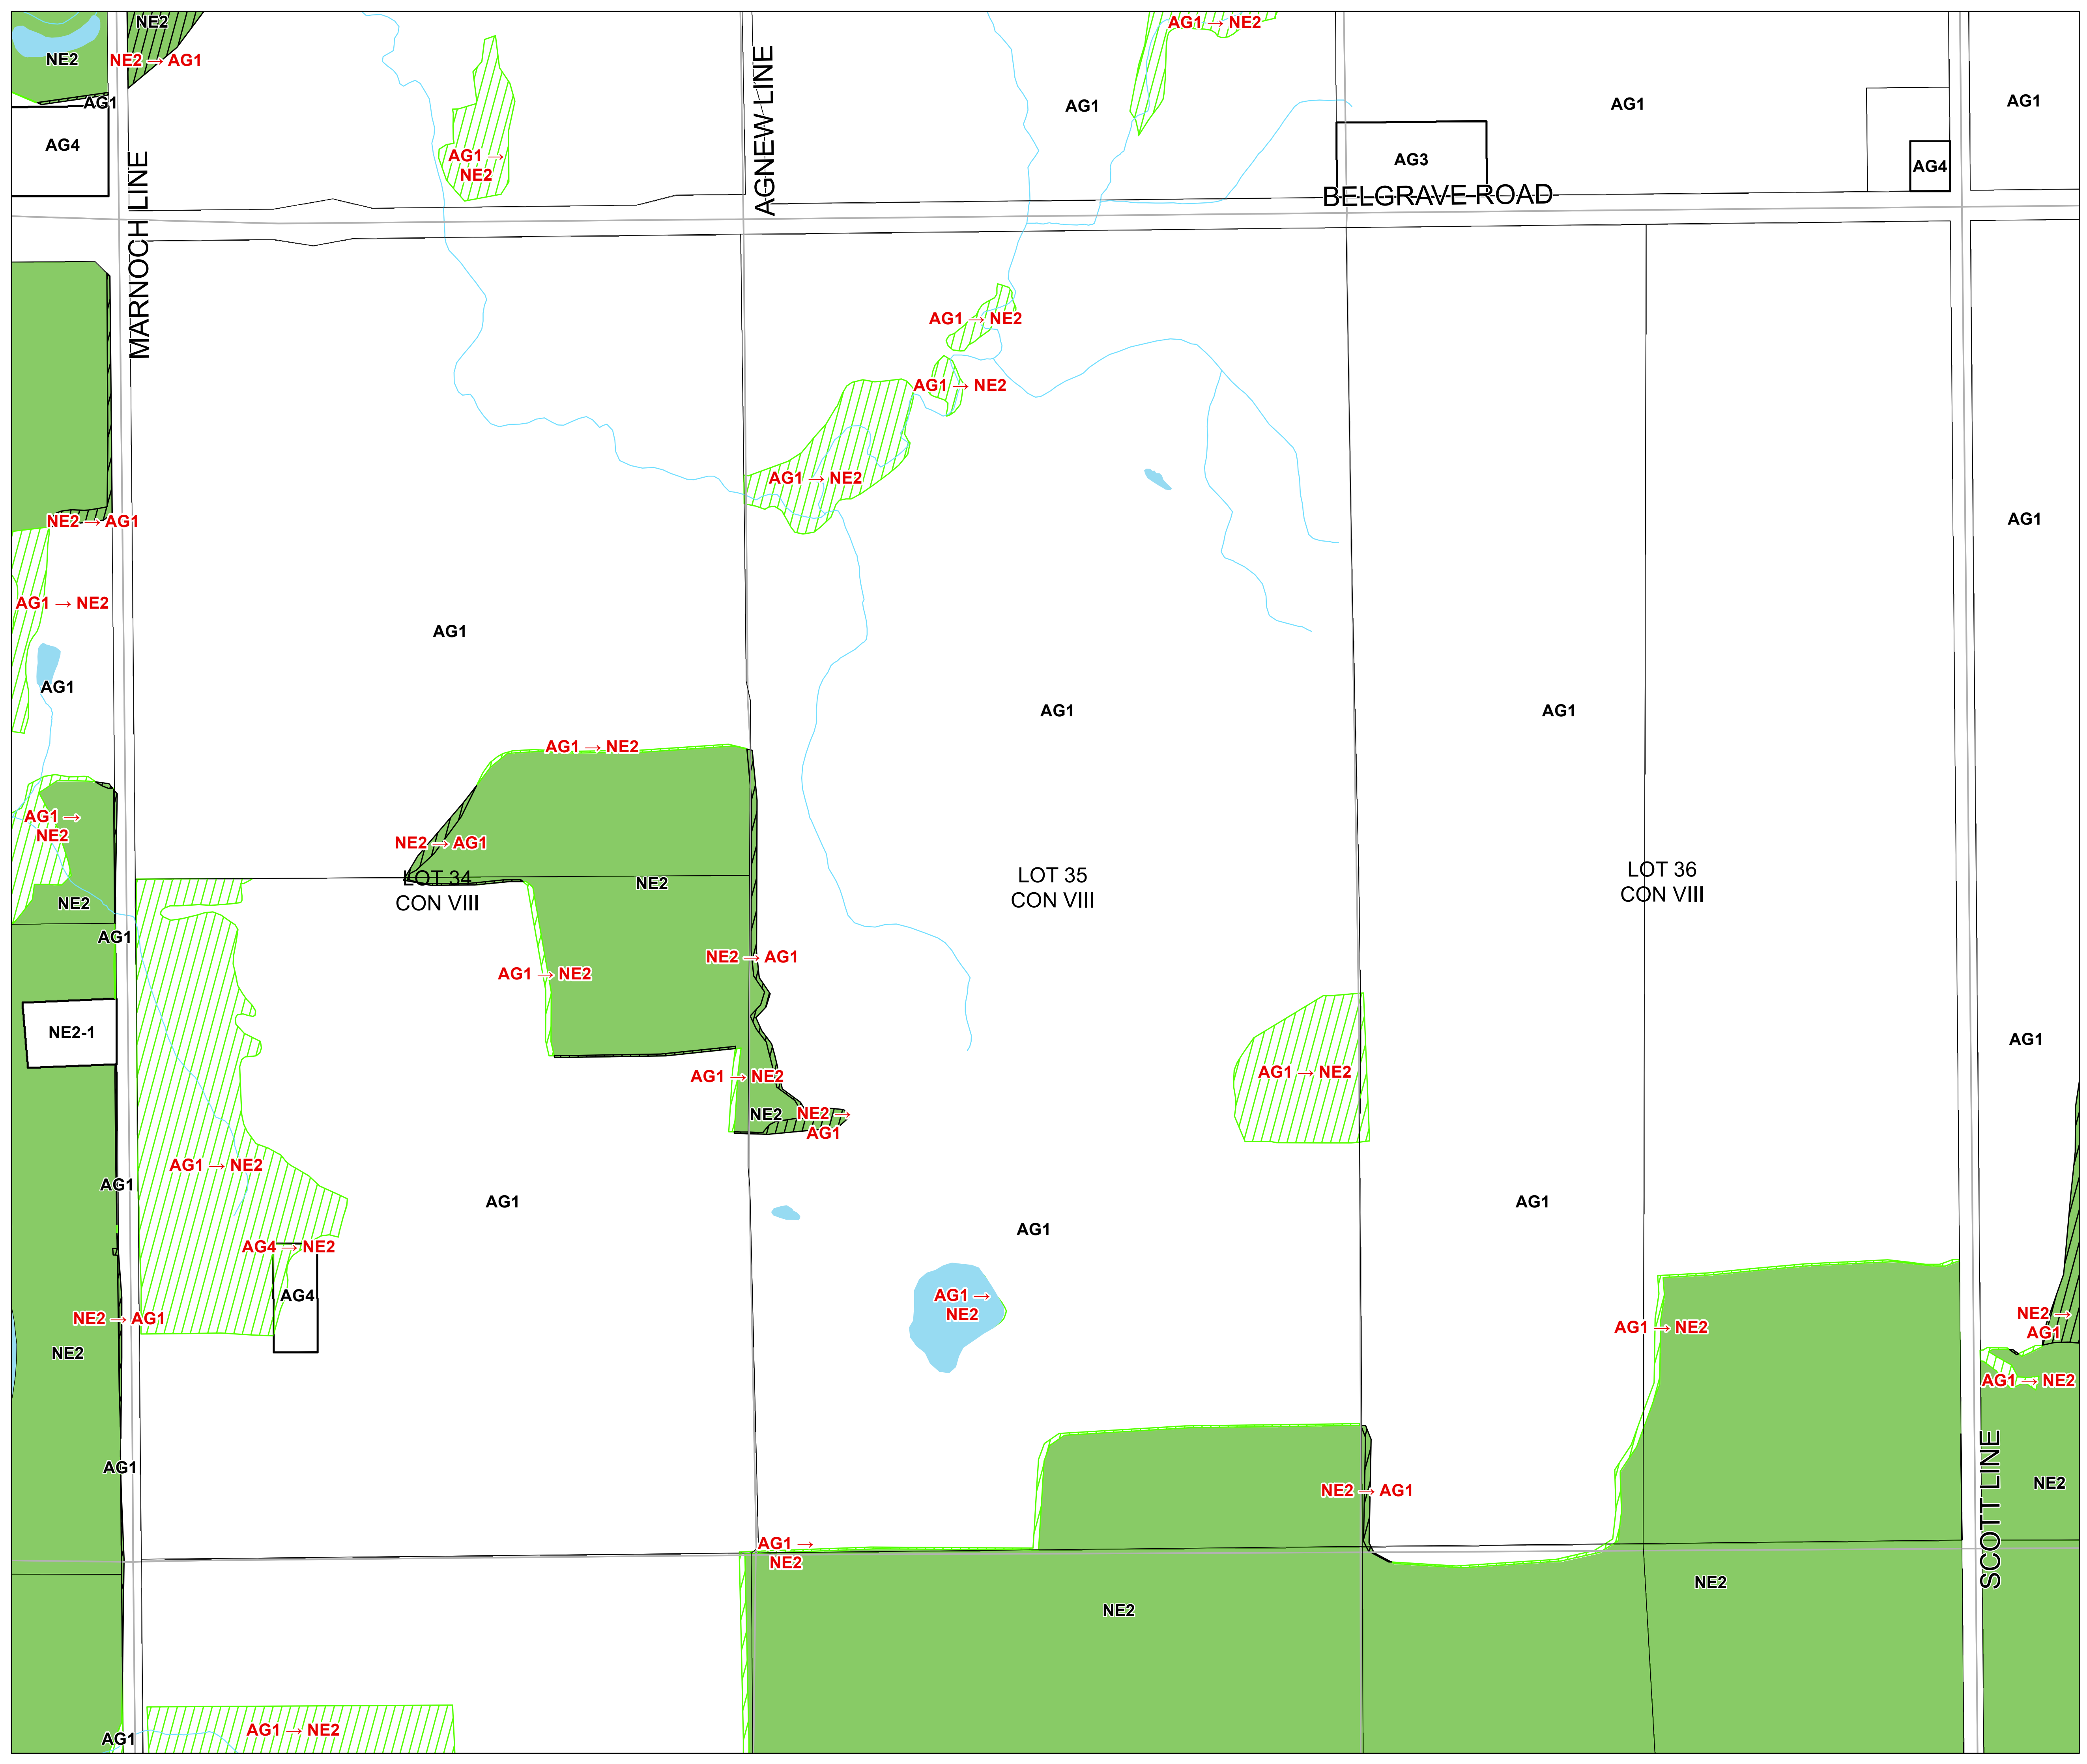 NE2
AG1 → NE2
NE2
NE2 → AG1
AG1
AG1
AG1
AG1
AG4
AG1 →
NE2
AG3
AG4
MARNOCH LINE
AGNEW LINE
BELGRAVE ROAD
AG1 → NE2
AG1 → NE2
AG1 → NE2
NE2 → AG1
AG1
AG1 → NE2
AG1
AG1
AG1
AG1
AG1 → NE2
AG1 →
NE2
NE2 → AG1
LOT 34
CON VIII
NE2
LOT 35
CON VIII
LOT 36
CON VIII
NE2
AG1
NE2 → AG1
AG1 → NE2
NE2-1
AG1
AG1 → NE2
AG1 → NE2
NE2
NE2 →
AG1
AG1 → NE2
AG1
AG1
AG1
AG1
AG4 → NE2
AG4
AG1 →
NE2
NE2 → AG1
AG1 → NE2
NE2 →
AG1
NE2
AG1 → NE2
AG1
NE2 → AG1
NE2
SCOTT LINE
AG1 →
NE2
NE2
NE2
AG1 → NE2
AG1